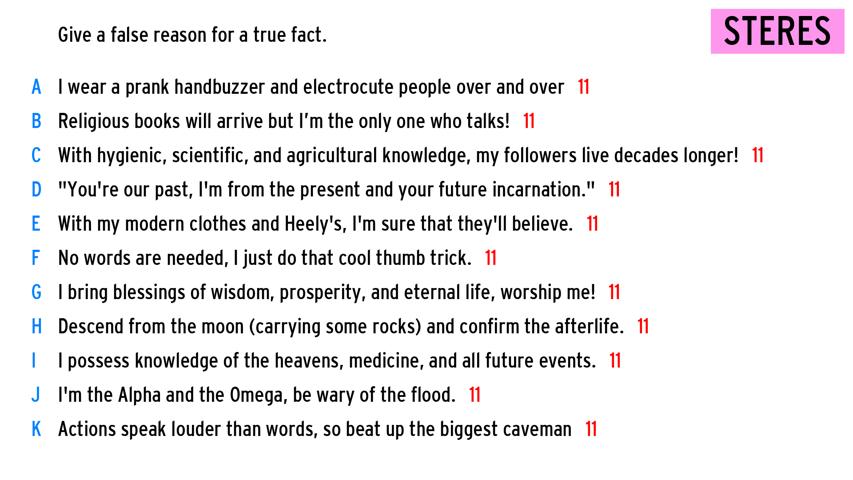 Give a false reason for a true fact.
STERES
A I wear a prank handbuzzer and electrocute people over and over 11
B Religious books will arrive but I'm the only one who talks! 11
C With hygienic, scientific, and agricultural knowledge, my followers live decades longer! 11
D "You're our past, I'm from the present and your future incarnation." 11
E With my modern clothes and Heely's, I'm sure that they'll believe. 11
F No words are needed, I just do that cool thumb trick. 11
G I bring blessings of wisdom, prosperity, and eternal life, worship me! 11
H Descend from the moon (carrying some rocks) and confirm the afterlife. 11
I I possess knowledge of the heavens, medicine, and all future events. 11
J I'm the Alpha and the Omega, be wary of the flood. 11
K Actions speak louder than words, so beat up the biggest caveman 11